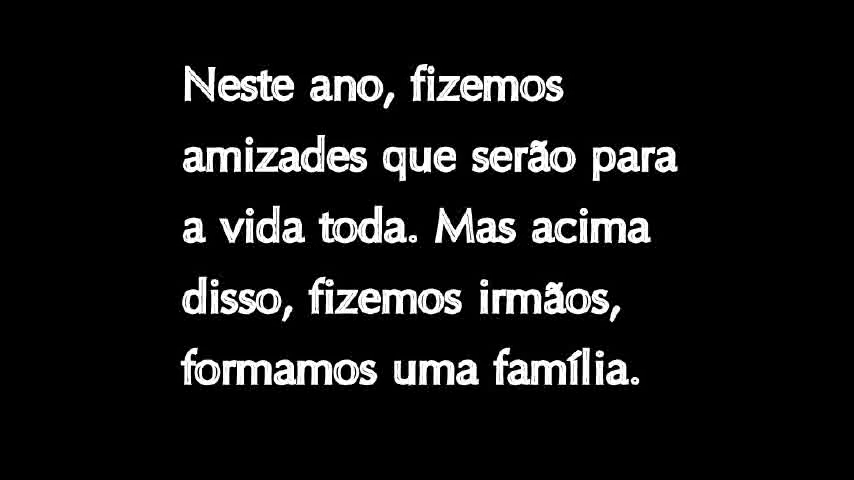 Neste ano, fizemos
amizades que serão para
a vida toda. Mas acima
disso, fizemos irmãos,
formamos uma família.